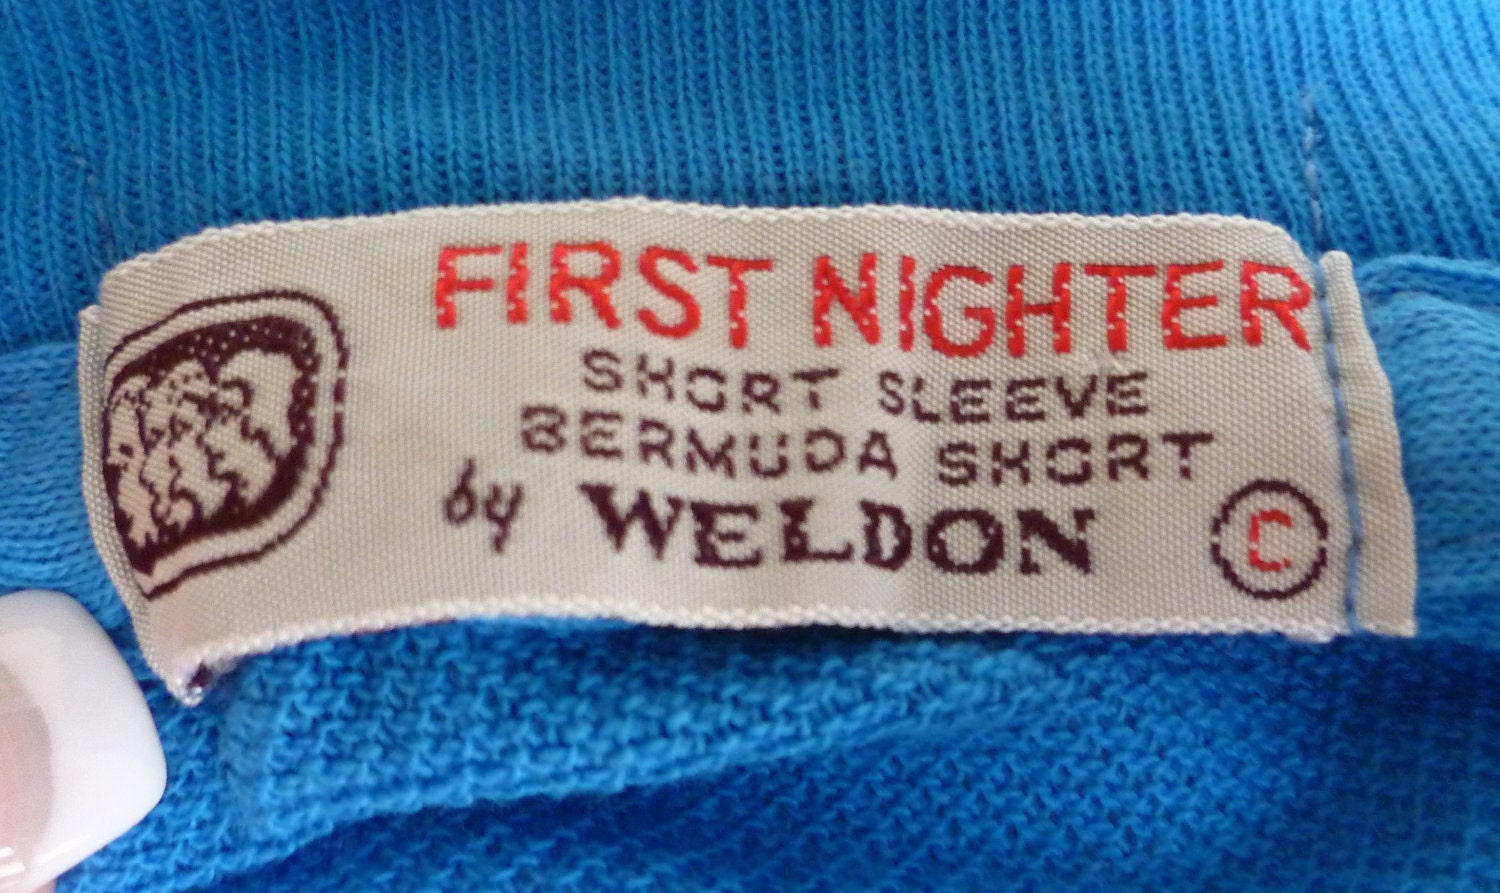 FIRST NIGHTER
SHORT SLEEVE
BERMUDA SHORT
by WELDON
C